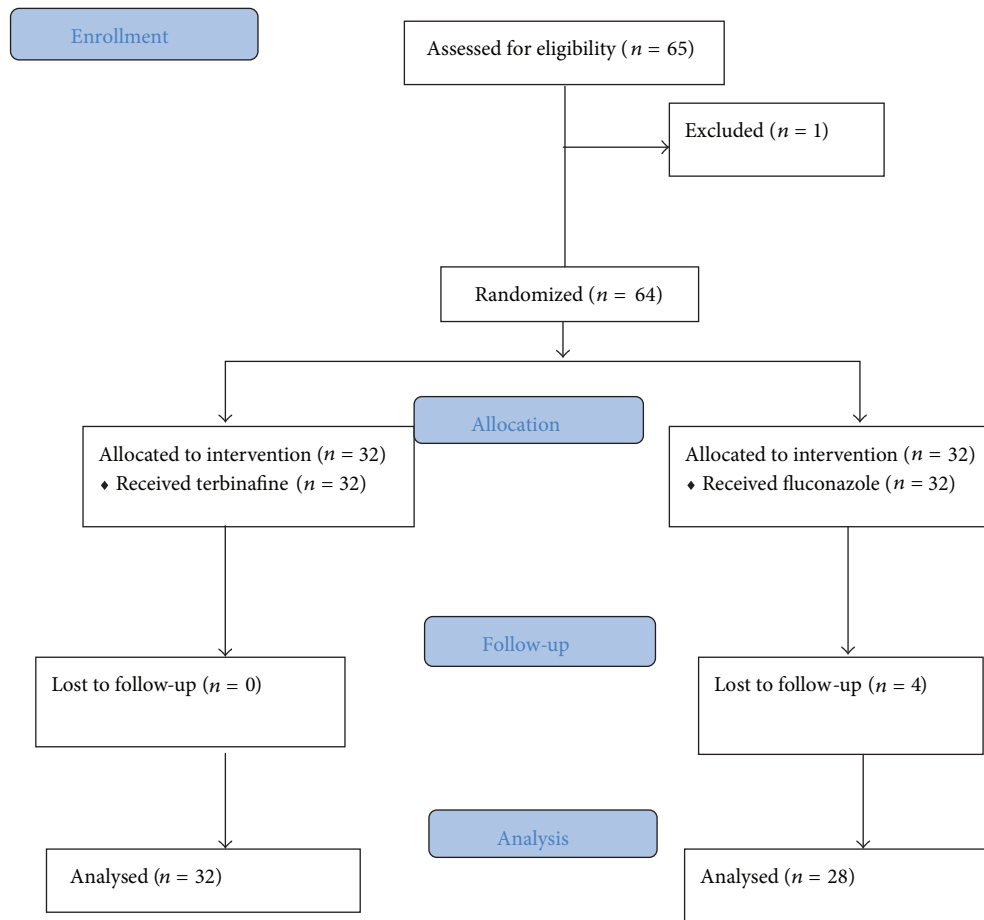 Enrollment
Assessed for eligibility (n = 65)
Excluded (n = 1)
Randomized (n = 64)
Allocation
Allocated to intervention (n = 32)
♦ Received terbinafine (n = 32)
Allocated to intervention (n = 32)
♦ Received fluconazole (n = 32)
Follow-up
Lost to follow-up (n = 0)
Lost to follow-up (n = 4)
Analysis
Analysed (n = 32)
Analysed (n = 28)